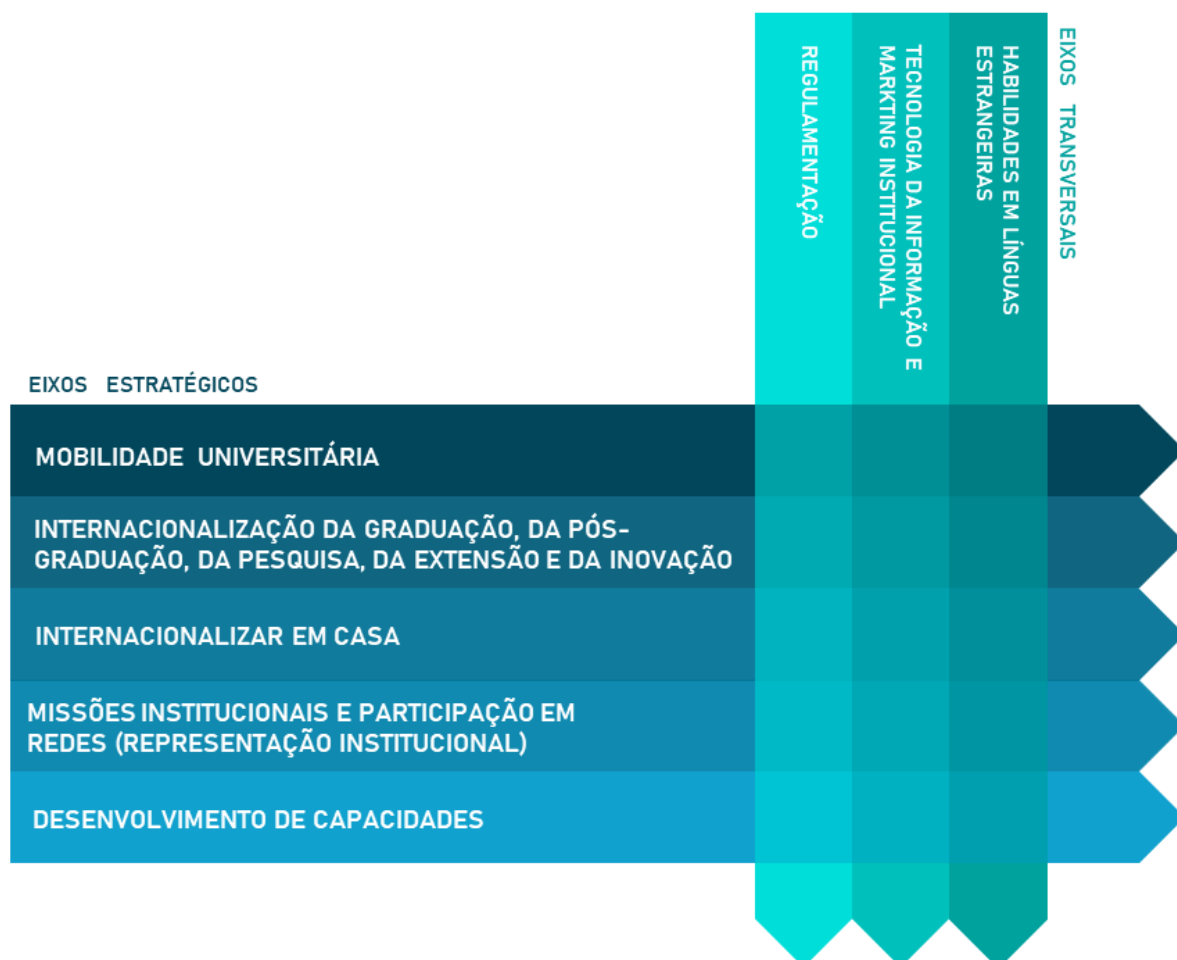 EIXOS TRANSVERSAIS
HABILIDADES EM LÍNGUAS
ESTRANGEIRAS
TECNOLOGIA DA INFORMAÇÃO E
MARKTING INSTITUCIONAL
REGULAMENTAÇÃO
EIXOS ESTRATÉGICOS
MOBILIDADE UNIVERSITÁRIA
INTERNACIONALIZAÇÃO DA GRADUAÇÃO, DA PÓS-
GRADUAÇÃO, DA PESQUISA, DA EXTENSÃO E DA INOVAÇÃO
INTERNACIONALIZAR EM CASA
MISSÕES INSTITUCIONAIS E PARTICIPAÇÃO EM
REDES (REPRESENTAÇÃO INSTITUCIONAL)
DESENVOLVIMENTO DE CAPACIDADES